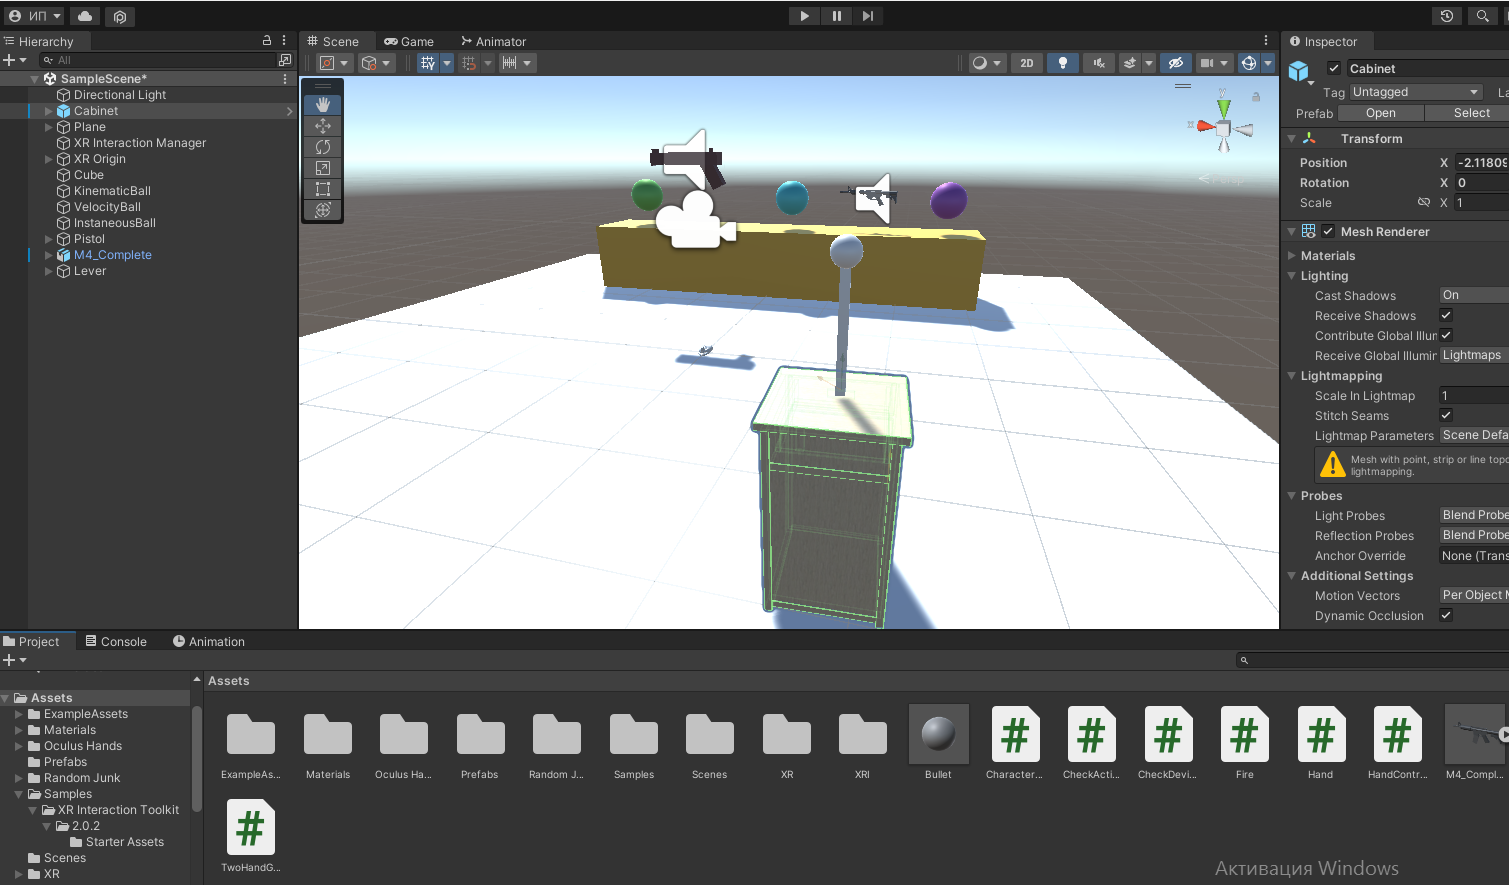 ИП
Hierarchy
Scene
Game
Animator
Inspector
All
2D
SampleScene*
Directional Light
Cabinet
Plane
XR Interaction Manager
XR Origin
Cube
KinematicBall
VelocityBall
InstaneousBall
Pistol
M4_Complete
Lever
y
x
Persp
Cabinet
Tag Untagged La
Prefab Open Select
Transform
Position X -2.11809
Rotation X 0
Scale X 1
Mesh Renderer
Materials
Lighting
Cast Shadows On
Receive Shadows
Contribute Global Illun
Receive Global Illumin Lightmaps
Lightmapping
Scale In Lightmap 1
Stitch Seams
Lightmap Parameters Scene Defa
Mesh with point, strip or line topo
lightmapping.
Probes
Light Probes Blend Probe
Reflection Probes Blend Probe
Anchor Override None (Trans
Additional Settings
Motion Vectors Per Object M
Dynamic Occlusion
Project
Console
Animation
Assets
ExampleAssets
Materials
Oculus Hands
Prefabs
Random Junk
Samples
XR Interaction Toolkit
2.0.2
Starter Assets
Scenes
XR
Assets
ExampleAs...
Materials
Oculus Ha...
Prefabs
Random J...
Samples
Scenes
XR
XRI
Bullet
Character...
CheckActi...
CheckDevi...
Fire
Hand
HandContr...
M4_Compl...
TwoHandG...
Активация Windows